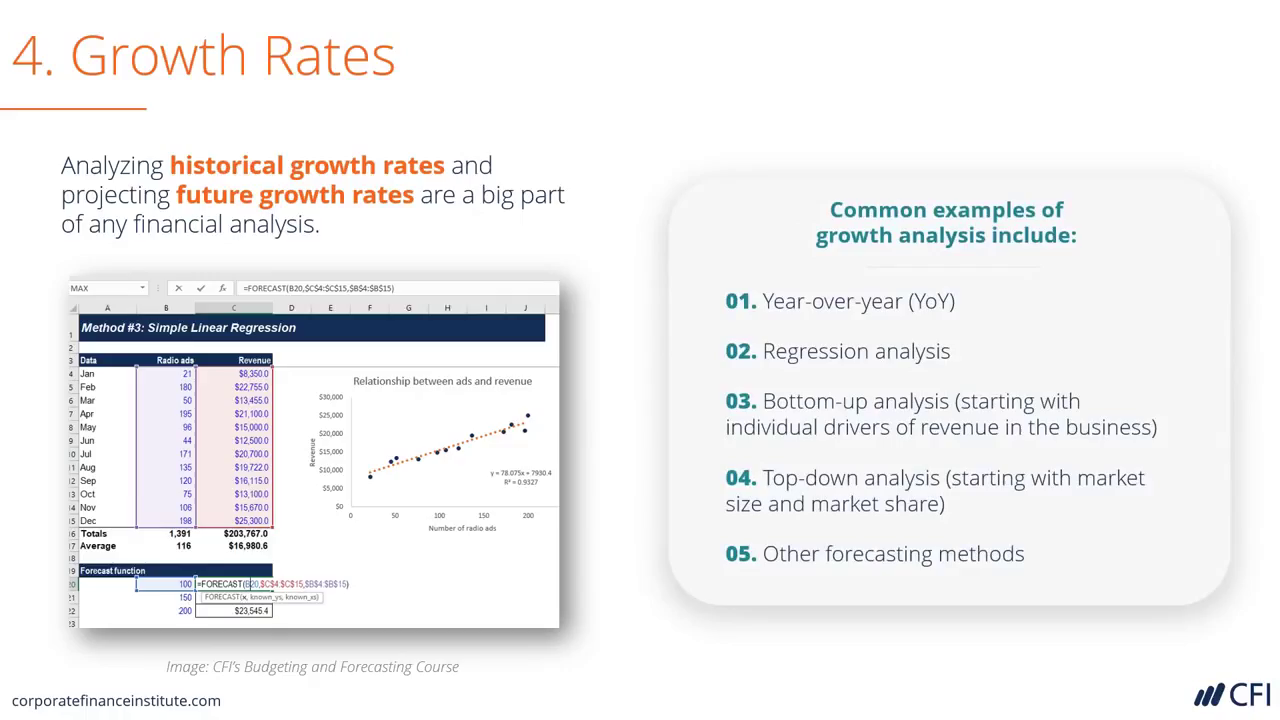 4. Growth Rates
Analyzing historical growth rates and
projecting future growth rates are a big part
of any financial analysis.
MAX
=FORECAST(B20,$C$4:$C$15,$B$4:$B$15)
A B C D E F G H I J
1 Method #3: Simple Linear Regression
2
3 Data Radio ads Revenue
4 Jan 21 $8,350.0
5 Feb 180 $22,755.0
6 Mar 50 $13,455.0
7 Apr 195 $21,100.0
8 May 96 $15,000.0
9 Jun 44 $12,500.0
10 Jul 171 $20,700.0
11 Aug 135 $19,722.0
12 Sep 120 $16,115.0
13 Oct 75 $13,100.0
14 Nov 106 $15,670.0
15 Dec 198 $25,300.0
16 Totals 1,391 $203,767.0
17 Average 116 $16,980.6
18
19 Forecast function
20 100 =FORECAST(B20,$C$4:$C$15,$B$4:$B$15)
21 150 FORECAST(x, known_ys, known_xs)
22 200 $23,545.4
23
Relationship between ads and revenue
Revenue
$30,000
$25,000
$20,000
$15,000
$10,000
$5,000
$0
y = 78.075x + 7930.4
R² = 0.9327
0 50 100 150 200
Number of radio ads
Image: CFI's Budgeting and Forecasting Course
Common examples of
growth analysis include:
01. Year-over-year (YoY)
02. Regression analysis
03. Bottom-up analysis (starting with
individual drivers of revenue in the business)
04. Top-down analysis (starting with market
size and market share)
05. Other forecasting methods
corporatefinanceinstitute.com
CFI